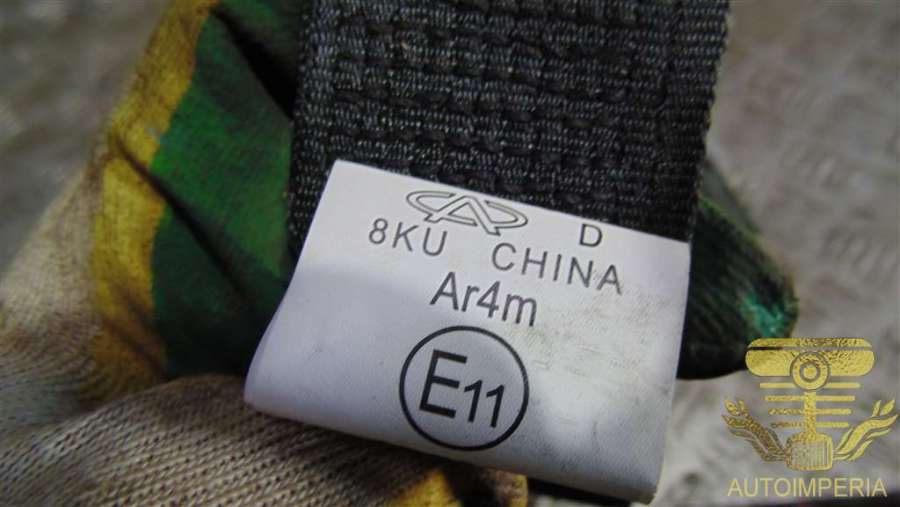 D
8KU CHINA
Ar4m
E11
AUTOIMPERIA